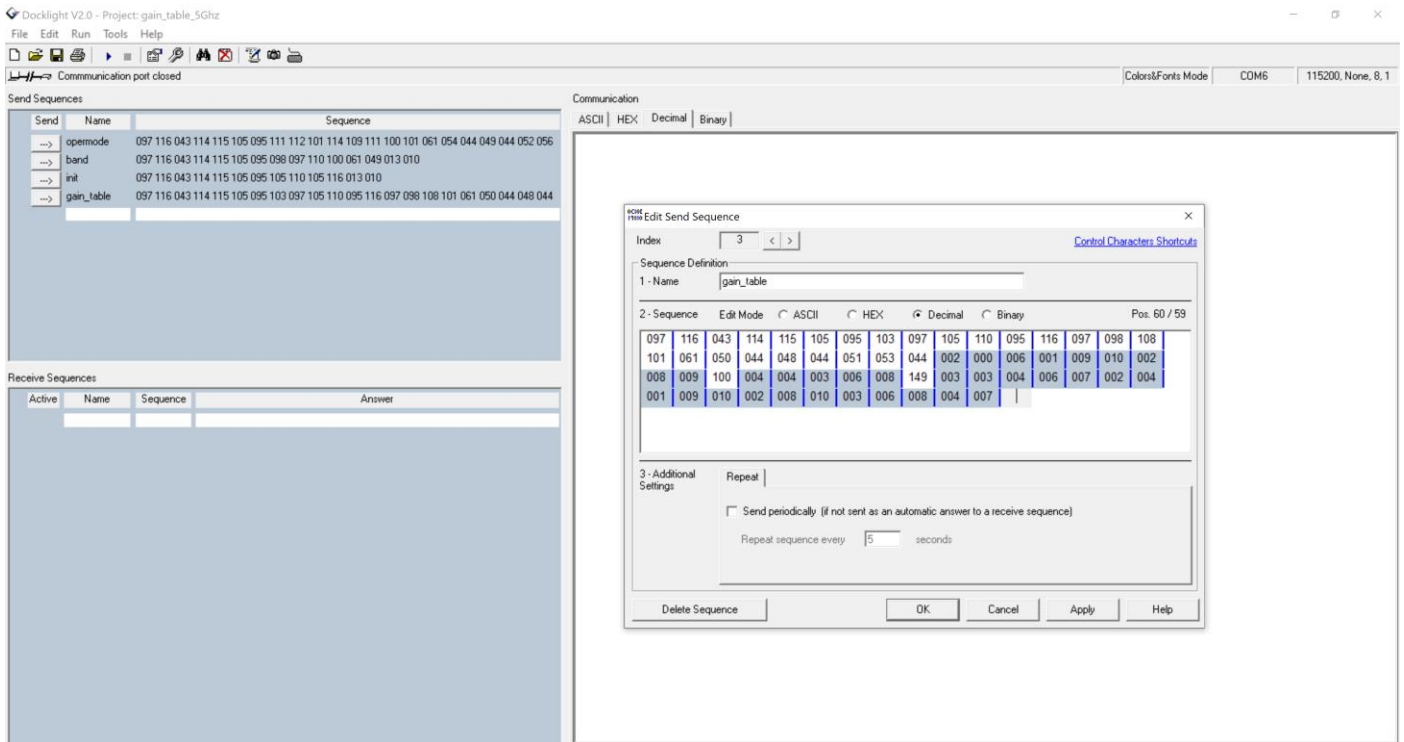 Docklight V2.0 - Project: gain_table_5Ghz
File Edit Run Tools Help
Commmunication port closed
Colors&Fonts Mode COM6 115200, None, 8, 1
Send Sequences
Send Name Sequence
---> opermode 097 116 043 114 115 105 095 111 112 101 114 109 111 100 101 061 054 044 049 044 052 056
---> band 097 116 043 114 115 105 095 098 097 110 100 061 049 013 010
---> init 097 116 043 114 115 105 095 105 110 105 116 013 010
---> gain_table 097 116 043 114 115 105 095 103 097 105 110 095 116 097 098 108 101 061 050 044 048 044
Receive Sequences
Active Name Sequence Answer
Communication
ASCII HEX Decimal Binary
Edit Send Sequence
Index 3 < > Control Characters Shortcuts
Sequence Definition
1 - Name gain_table
2 - Sequence Edit Mode ASCII HEX Decimal Binary Pos. 60 / 59
097 116 043 114 115 105 095 103 097 105 110 095 116 097 098 108
101 061 050 044 048 044 051 053 044 002 000 006 001 009 010 002
008 009 100 004 004 003 006 008 149 003 003 004 006 007 002 004
001 009 010 002 008 010 003 006 008 004 007
3 - Additional
Settings
Repeat
Send periodically (if not sent as an automatic answer to a receive sequence)
Repeat sequence every 5 seconds
Delete Sequence OK Cancel Apply Help